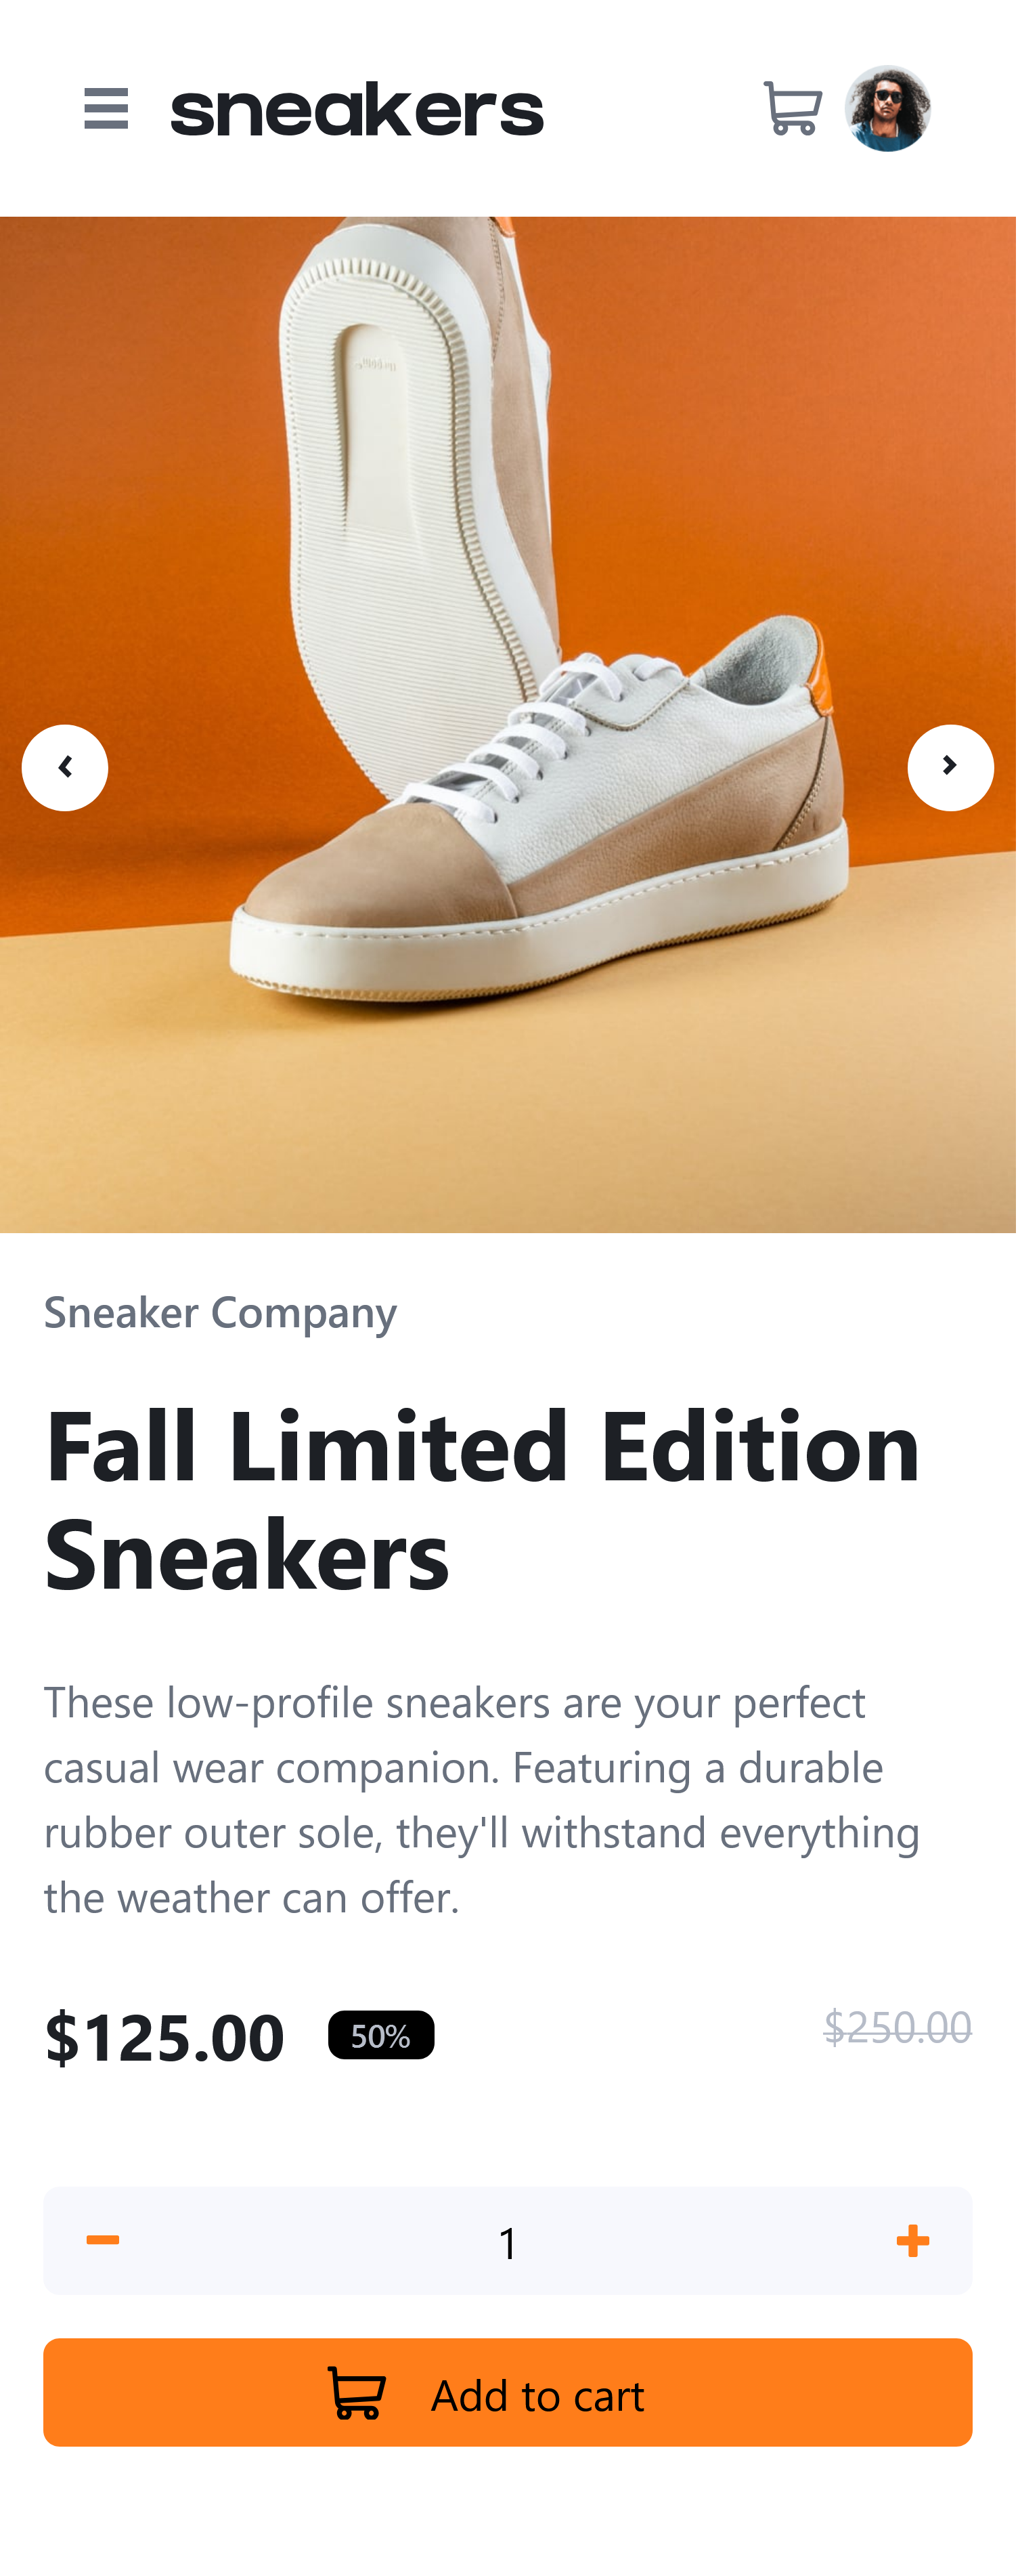 sneakers
Sneaker Company
Fall Limited Edition
Sneakers
These low-profile sneakers are your perfect
casual wear companion. Featuring a durable
rubber outer sole, they'll withstand everything
the weather can offer.
$125.00 50% $250.00
1
Add to cart